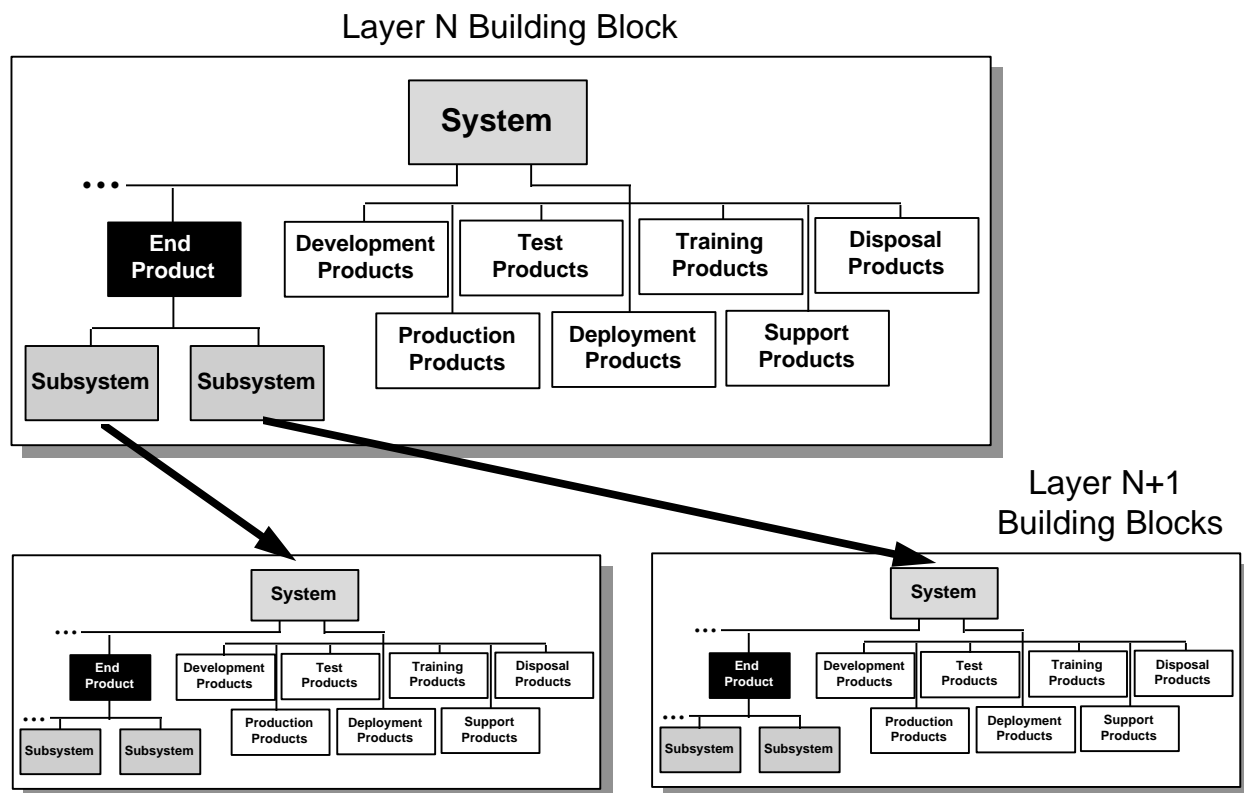 Layer N Building Block
System
•••
End
Product
Development
Products
Test
Products
Training
Products
Disposal
Products
Production
Products
Deployment
Products
Support
Products
Subsystem
Subsystem
Layer N+1
Building Blocks
System
•••
End
Product
Development
Products
Test
Products
Training
Products
Disposal
Products
•••
Production
Products
Deployment
Products
Support
Products
Subsystem
Subsystem
System
•••
End
Product
Development
Products
Test
Products
Training
Products
Disposal
Products
•••
Production
Products
Deployment
Products
Support
Products
Subsystem
Subsystem